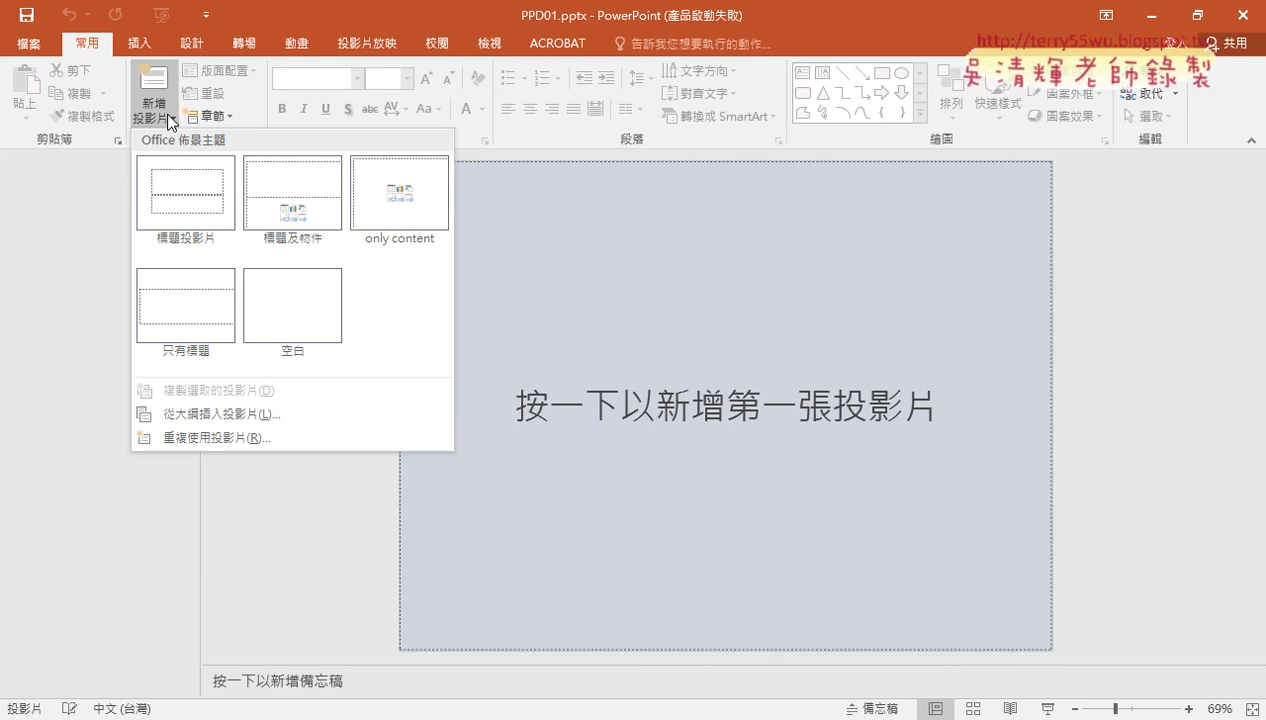 PPD01.pptx - PowerPoint (產品啟動失敗)
檔案 常用 插入 設計 轉場 動畫 投影片放映 校閱 檢視 ACROBAT 告訴我您想要執行的動作... 共用
http://terry55wu.blogspot.tw
吳清輝老師錄製
貼上
剪下
複製
複製格式
剪貼簿
新增
投影片
版面配置
重設
章節
B I U S abc AV Aa A
文字方向
對齊文字
轉換成 SmartArt
段落
排列
快速樣式
圖案外框
圖案效果
繪圖
取代
選取
編輯
Office 佈景主題
標題投影片
標題及物件
only content
只有標題
空白
複製選取的投影片(D)
從大綱插入投影片(L)...
重複使用投影片(R)...
按一下以新增第一張投影片
按一下以新增備忘稿
投影片 中文 (台灣) 備忘稿 69%